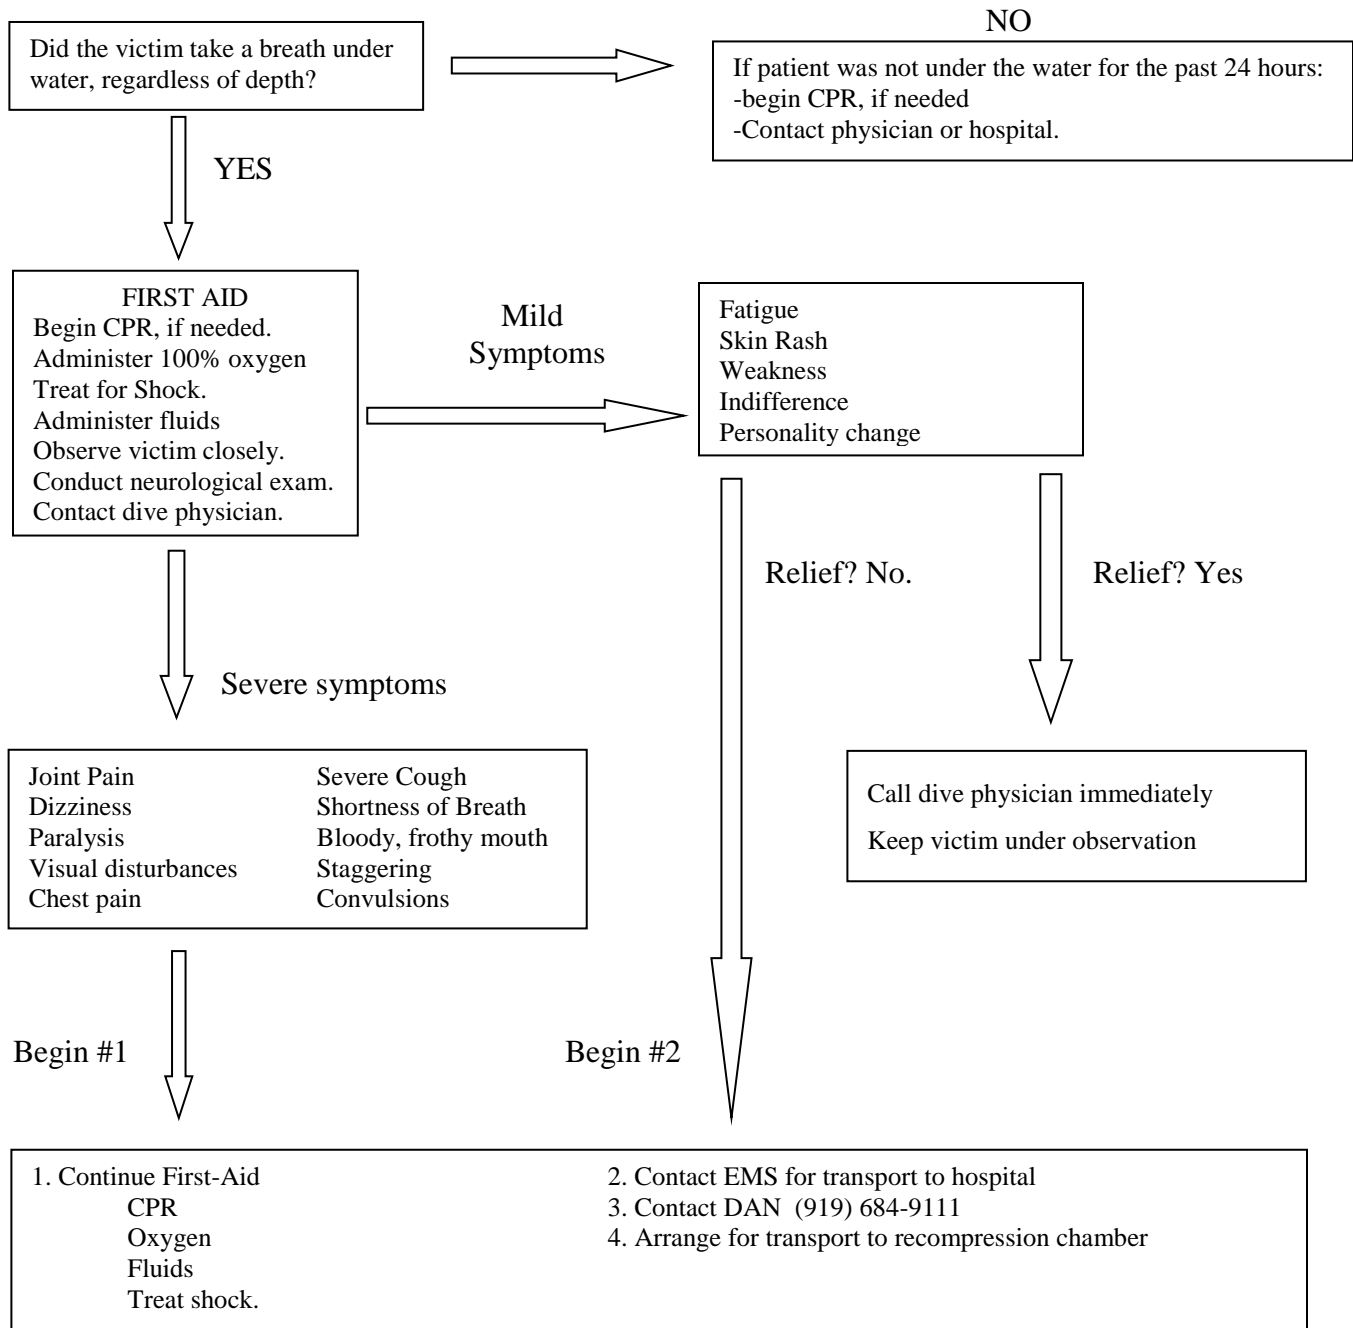 Did the victim take a breath under
water, regardless of depth?
NO
If patient was not under the water for the past 24 hours:
-begin CPR, if needed
-Contact physician or hospital.
YES
FIRST AID
Begin CPR, if needed.
Administer 100% oxygen
Treat for Shock.
Administer fluids
Observe victim closely.
Conduct neurological exam.
Contact dive physician.
Mild
Symptoms
Fatigue
Skin Rash
Weakness
Indifference
Personality change
Relief? No.
Relief? Yes
Severe symptoms
Joint Pain
Dizziness
Paralysis
Visual disturbances
Chest pain
Severe Cough
Shortness of Breath
Bloody, frothy mouth
Staggering
Convulsions
Call dive physician immediately
Keep victim under observation
Begin #1
Begin #2
1. Continue First-Aid
CPR
Oxygen
Fluids
Treat shock.
2. Contact EMS for transport to hospital
3. Contact DAN (919) 684-9111
4. Arrange for transport to recompression chamber